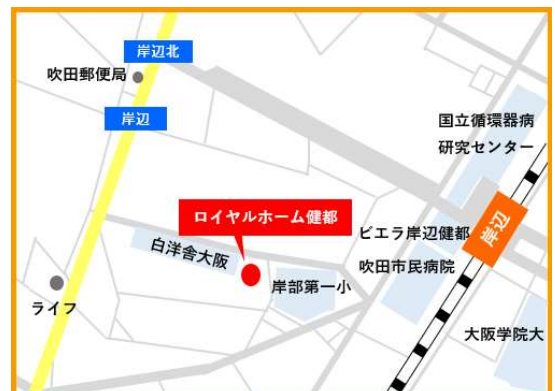 岸辺北
吹田郵便局
岸辺
国立循環器病
研究センター
ロイヤルホーム健都
ビエラ岸辺健都
岸辺
白洋舎大阪
吹田市民病院
岸部第一小
ライフ
大阪学院大